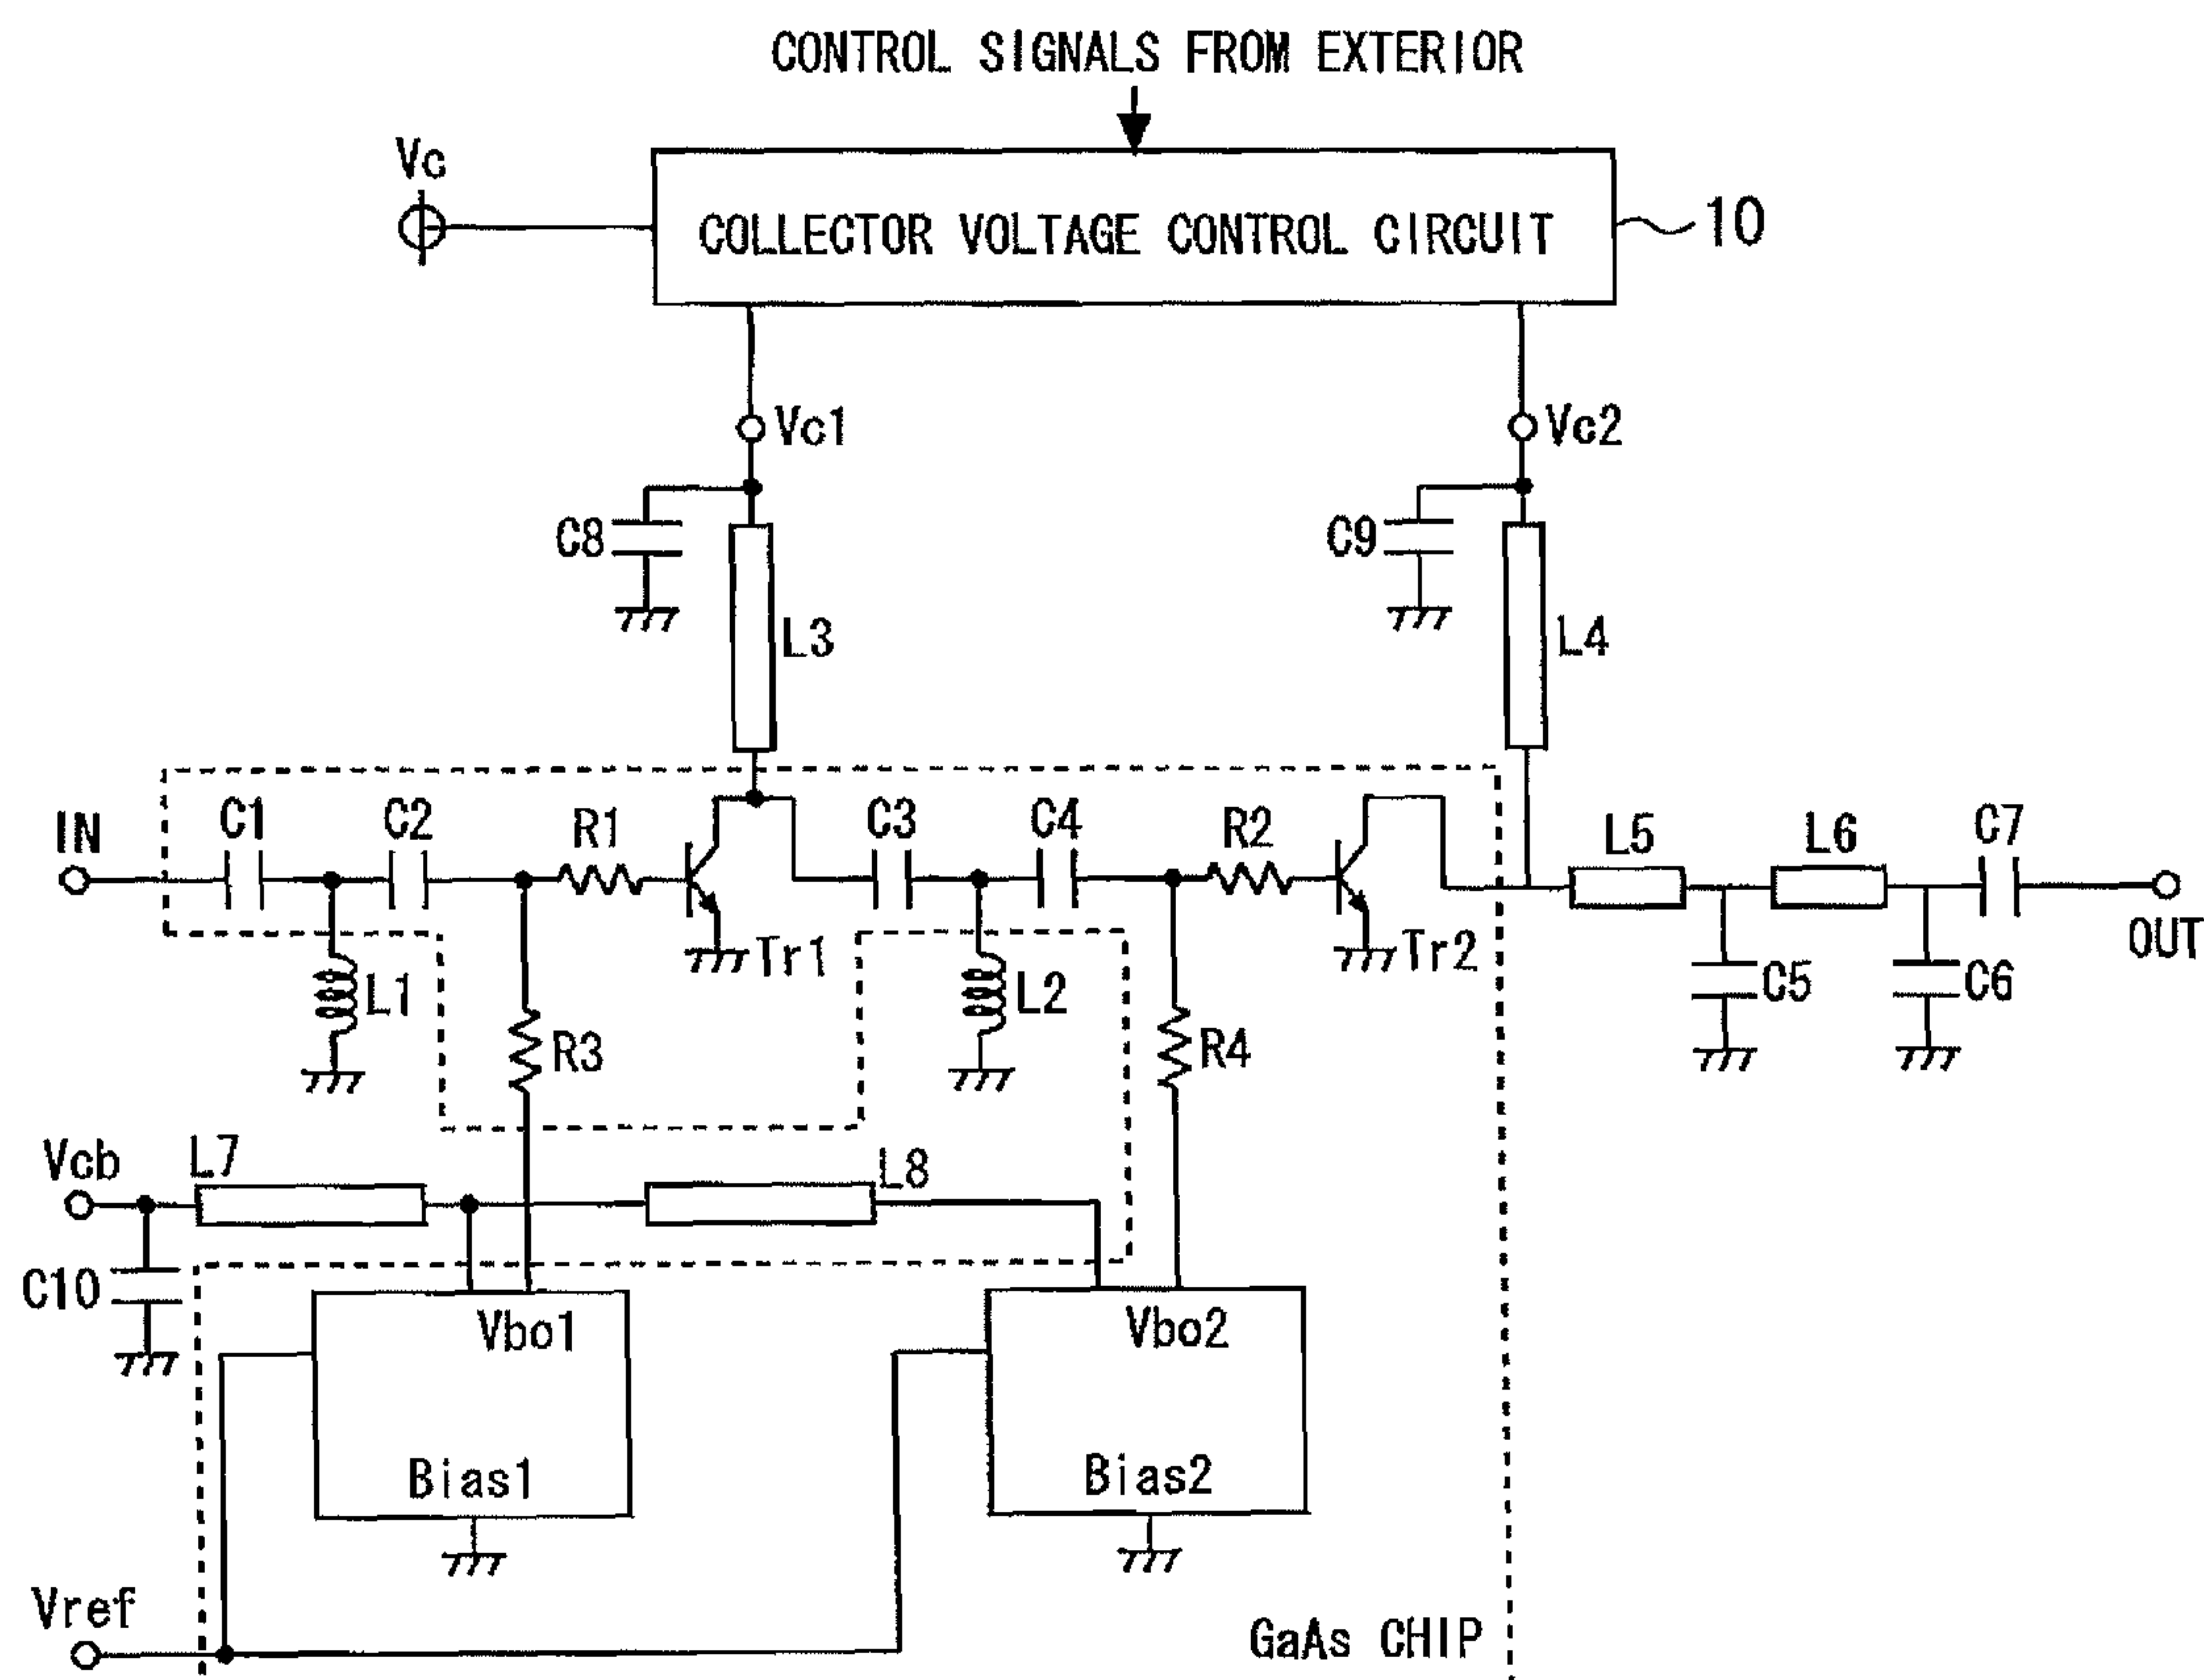 CONTROL SIGNALS FROM EXTERIOR
Vc
COLLECTOR VOLTAGE CONTROL CIRCUIT
10
Vc1
Vc2
C8
C9
L3
L4
IN
C1
C2
R1
C3
C4
R2
L5
L6
C7
Tr1
Tr2
OUT
L1
L2
C5
C6
R3
R4
Vcb
L7
L8
C10
Vbo1
Vbo2
Bias1
Bias2
Vref
GaAs CHIP